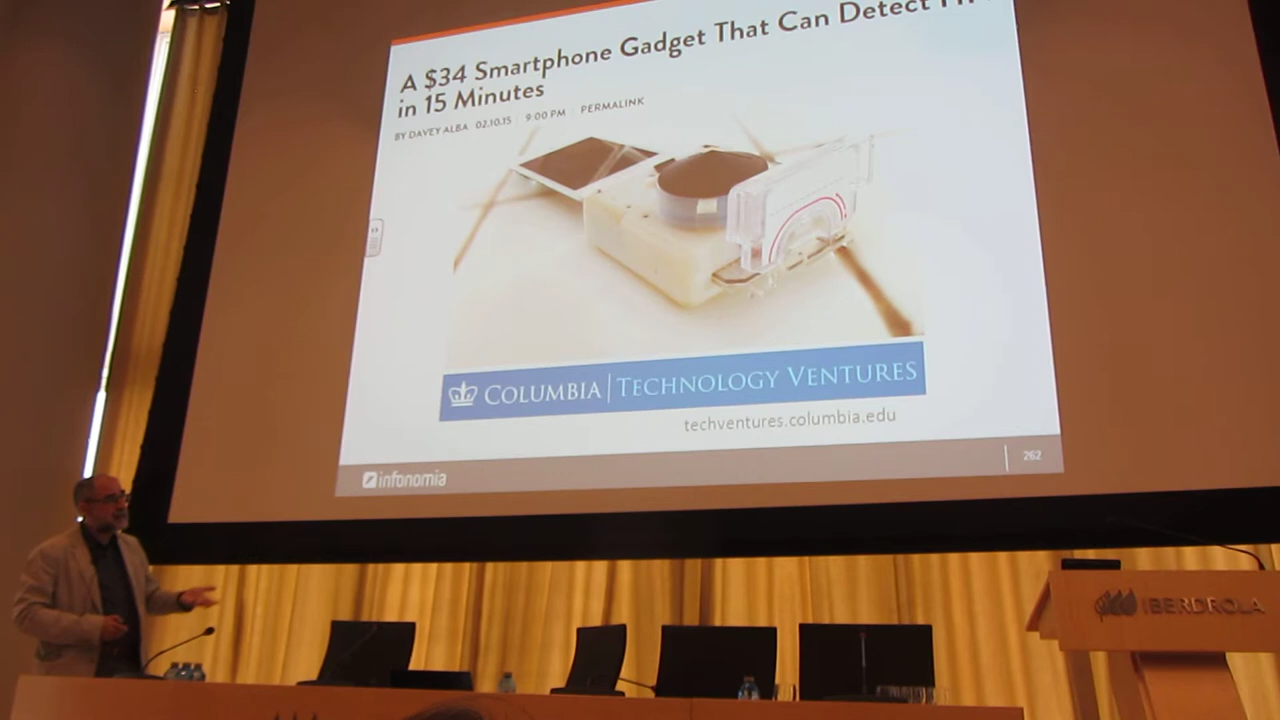 A $34 Smartphone Gadget That Can Detect
in 15 Minutes
BY DAVEY ALBA 02.10.15 9:00 PM PERMALINK
COLUMBIA | TECHNOLOGY VENTURES
techventures.columbia.edu
infonomia
262
IBERDROLA